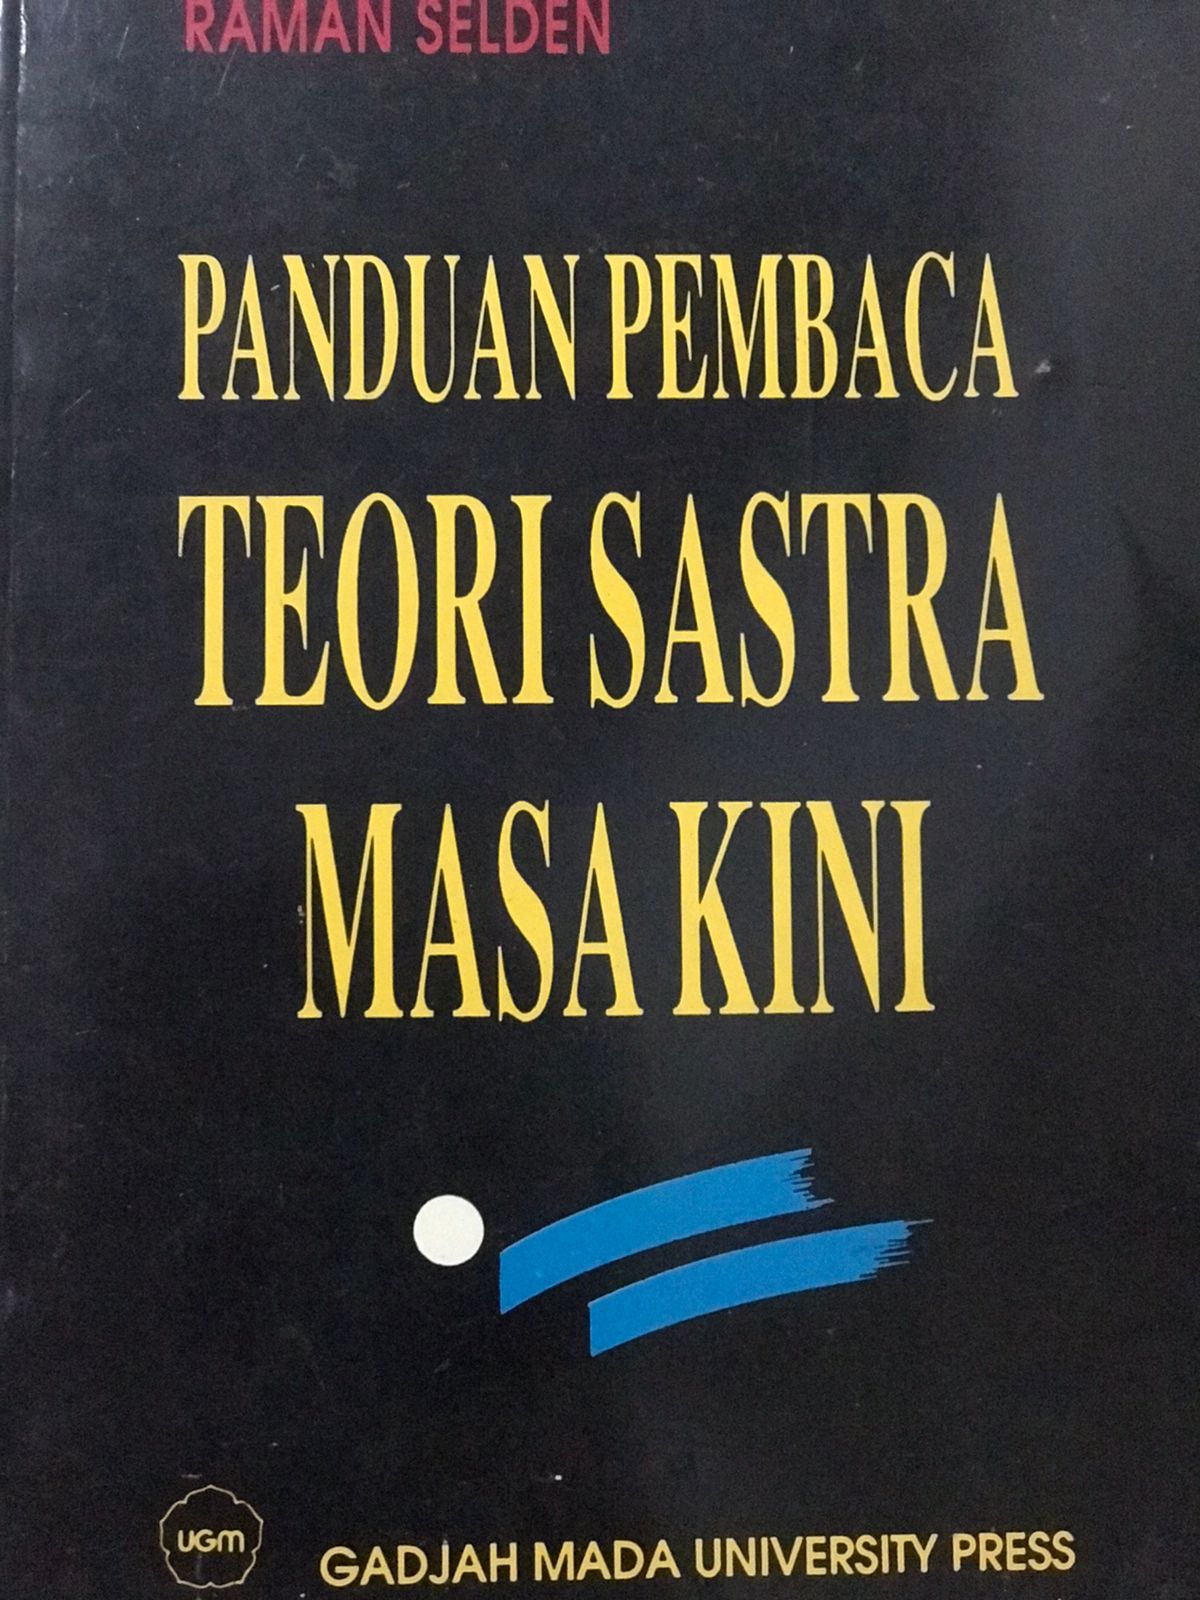 RAMAN SELDEN
PANDUAN PEMBACA
TEORI SASTRA
MASA KINI
UGM
GADJAH MADA UNIVERSITY PRESS